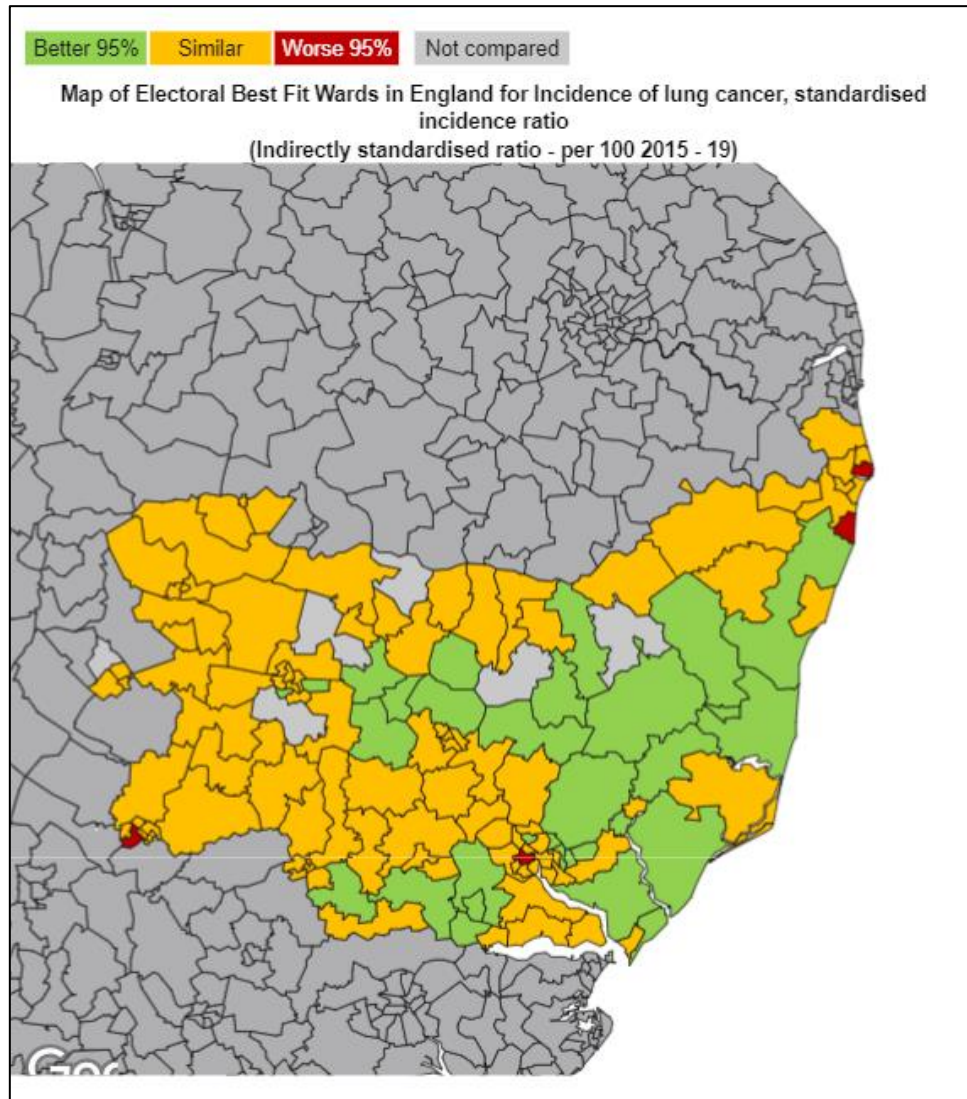 Better 95% Similar Worse 95% Not compared
Map of Electoral Best Fit Wards in England for Incidence of lung cancer, standardised
incidence ratio
(Indirectly standardised ratio - per 100 2015 - 19)